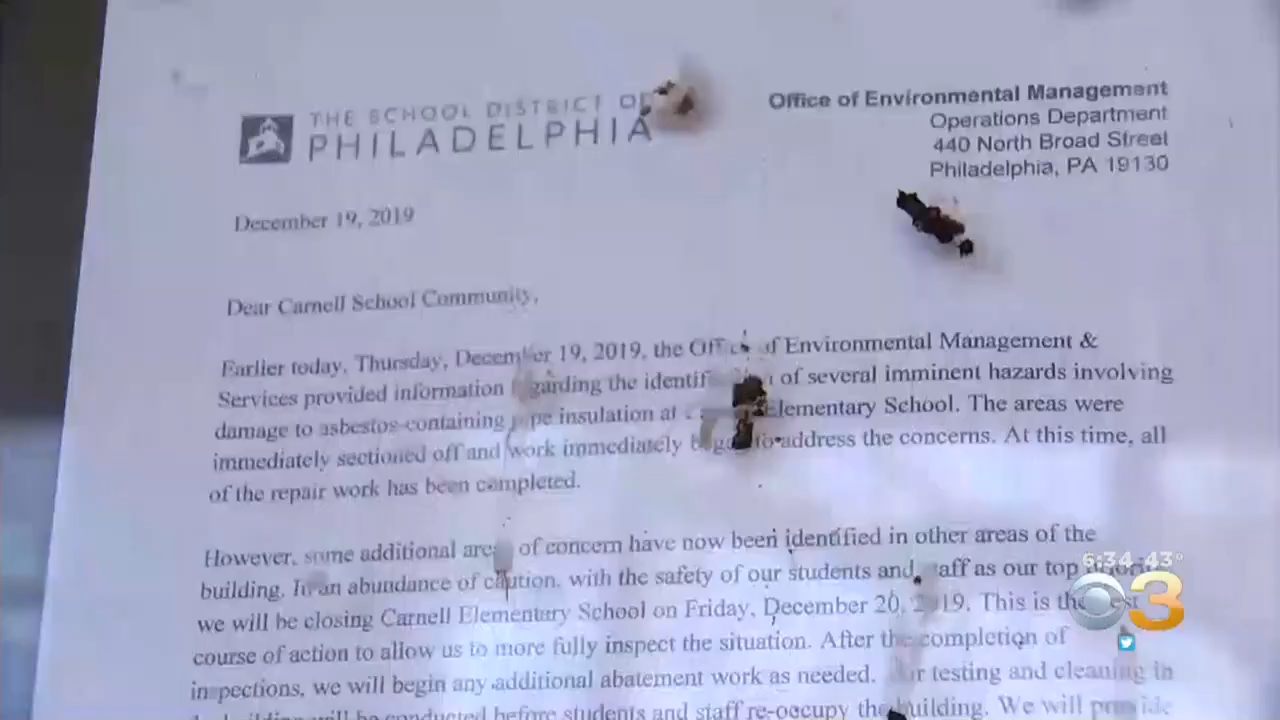 THE SCHOOL DISTRICT OF
PHILADELPHIA
Office of Environmental Management
Operations Department
440 North Broad Street
Philadelphia, PA 19130
December 19, 2019
Dear Carnell School Community,
Earlier today, Thursday, December 19, 2019, the Office of Environmental Management &
Services provided information regarding the identification of several imminent hazards involving
damage to asbestos-containing pipe insulation at Elementary School. The areas were
immediately sectioned off and work immediately began to address the concerns. At this time, all
of the repair work has been completed.
However, some additional areas of concern have now been identified in other areas of the
building. In an abundance of caution, with the safety of our students and staff as our top priority
we will be closing Carnell Elementary School on Friday, December 20, 2019. This is the best
course of action to allow us to more fully inspect the situation. After the completion of
inspections, we will begin any additional abatement work as needed. testing and cleaning in
building will be conducted before students and staff re-occupy the building. We will provide
6:34 43°
3